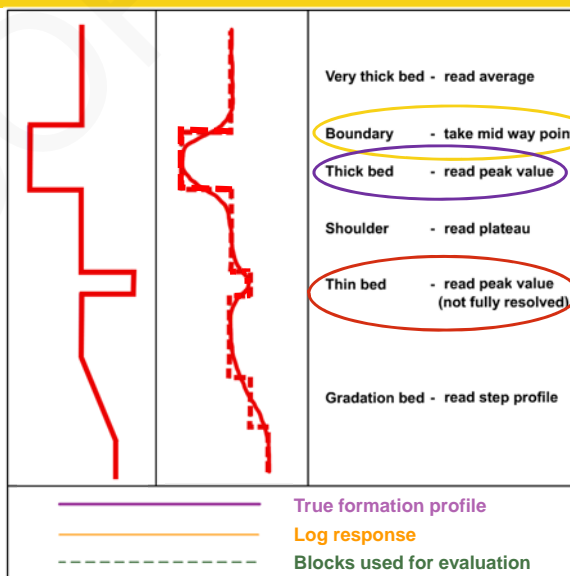 Very thick bed - read average
Boundary - take mid way poin
Thick bed - read peak value
Shoulder - read plateau
Thin bed - read peak value
(not fully resolved)
Gradation bed - read step profile
True formation profile
Log response
Blocks used for evaluation